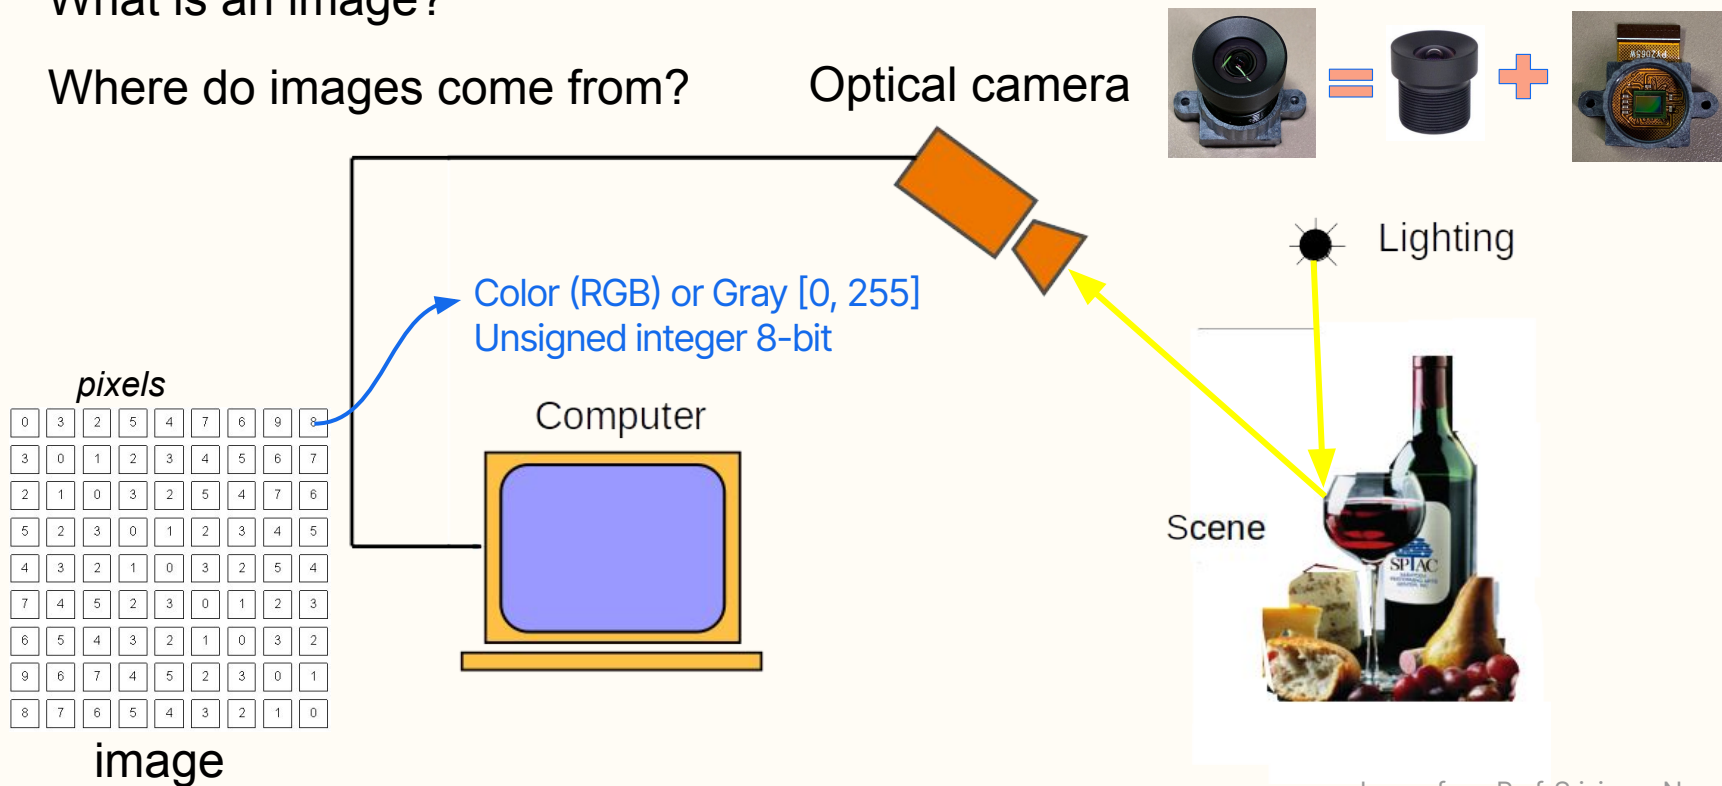 What is an image?
Where do images come from?
Optical camera
Lighting
Color (RGB) or Gray [0, 255]
Unsigned integer 8-bit
pixels
Computer
0 3 2 5 4 7 6 9 8
3 0 1 2 3 4 5 6 7
2 1 0 3 2 5 4 7 6
5 2 3 0 1 2 3 4 5
4 3 2 1 0 3 2 5 4
7 4 5 2 3 0 1 2 3
6 5 4 3 2 1 0 3 2
9 6 7 4 5 2 3 0 1
8 7 6 5 4 3 2 1 0
Scene
SPIAC
image